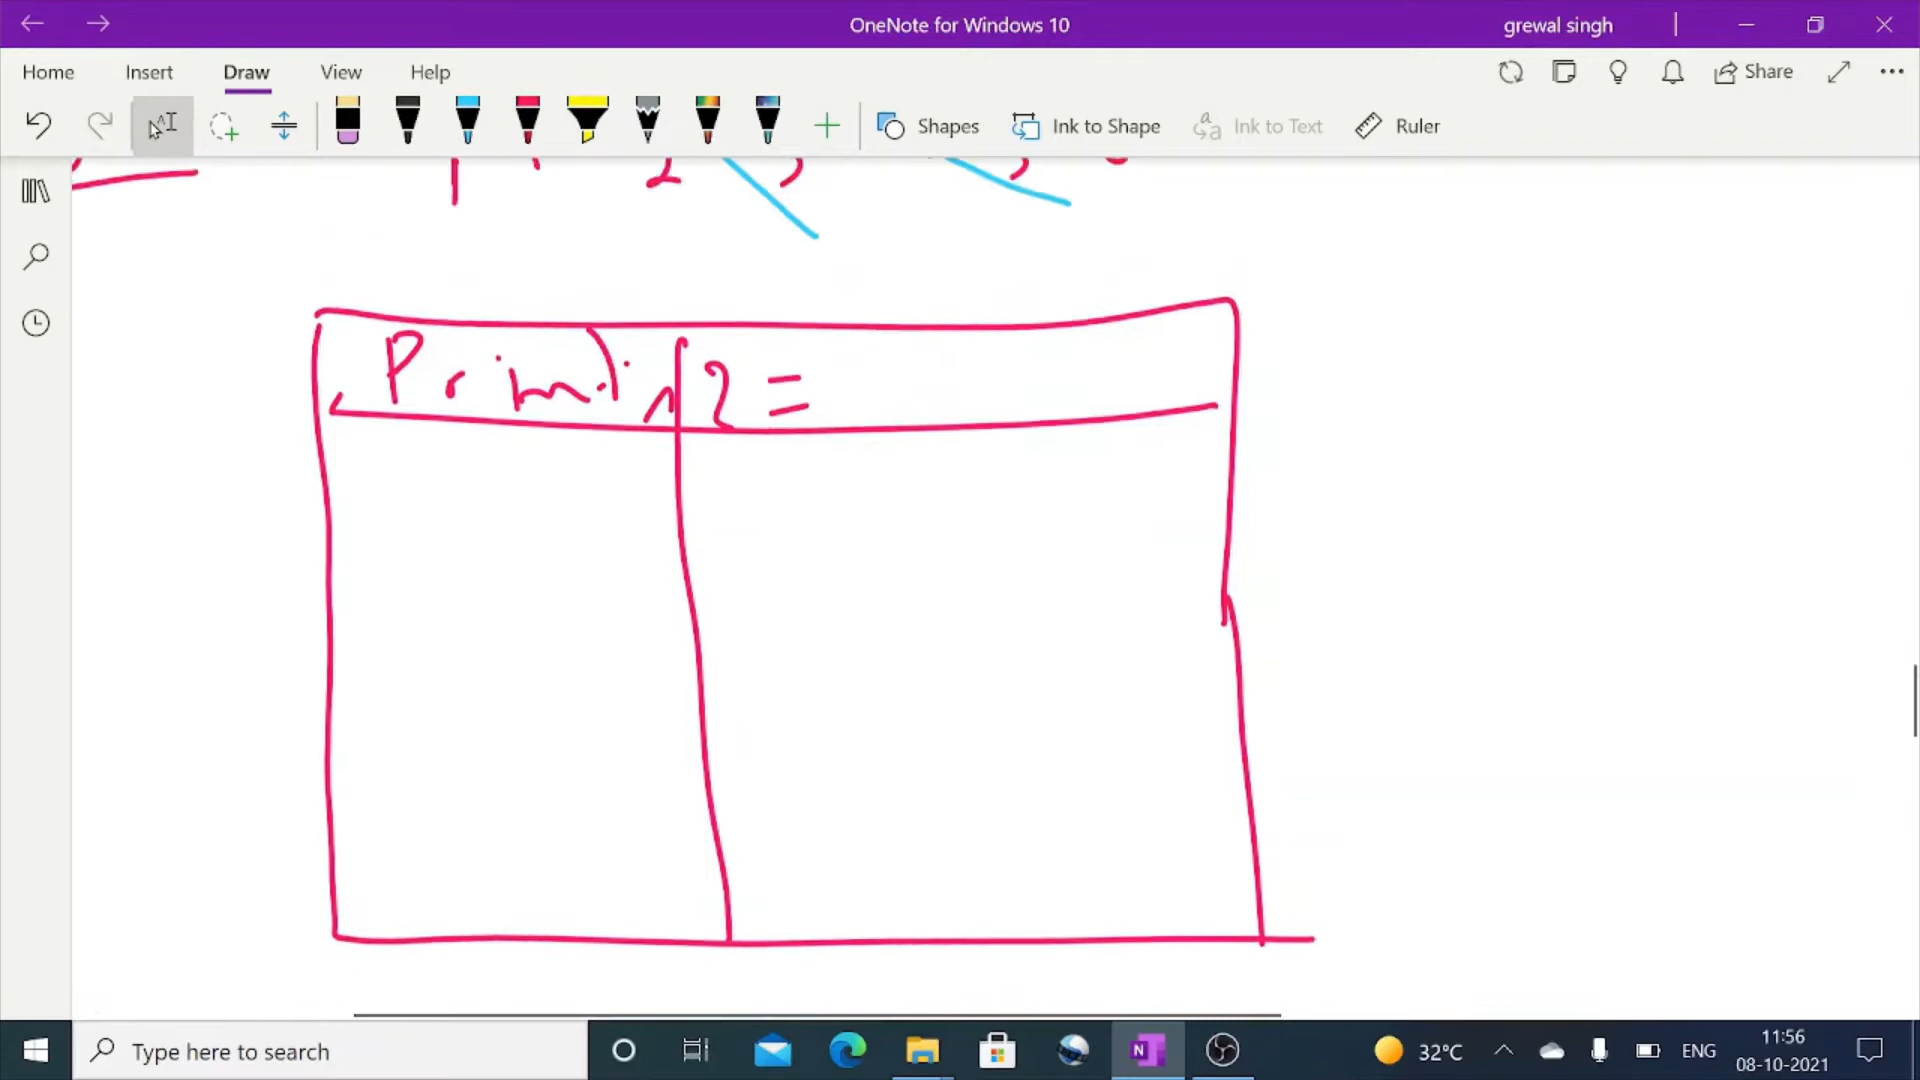 OneNote for Windows 10
grewal singh
Home Insert Draw View Help
Share
Shapes
Ink to Shape
Ink to Text
Ruler
2 =
Type here to search
32°C
ENG
11:56
08-10-2021